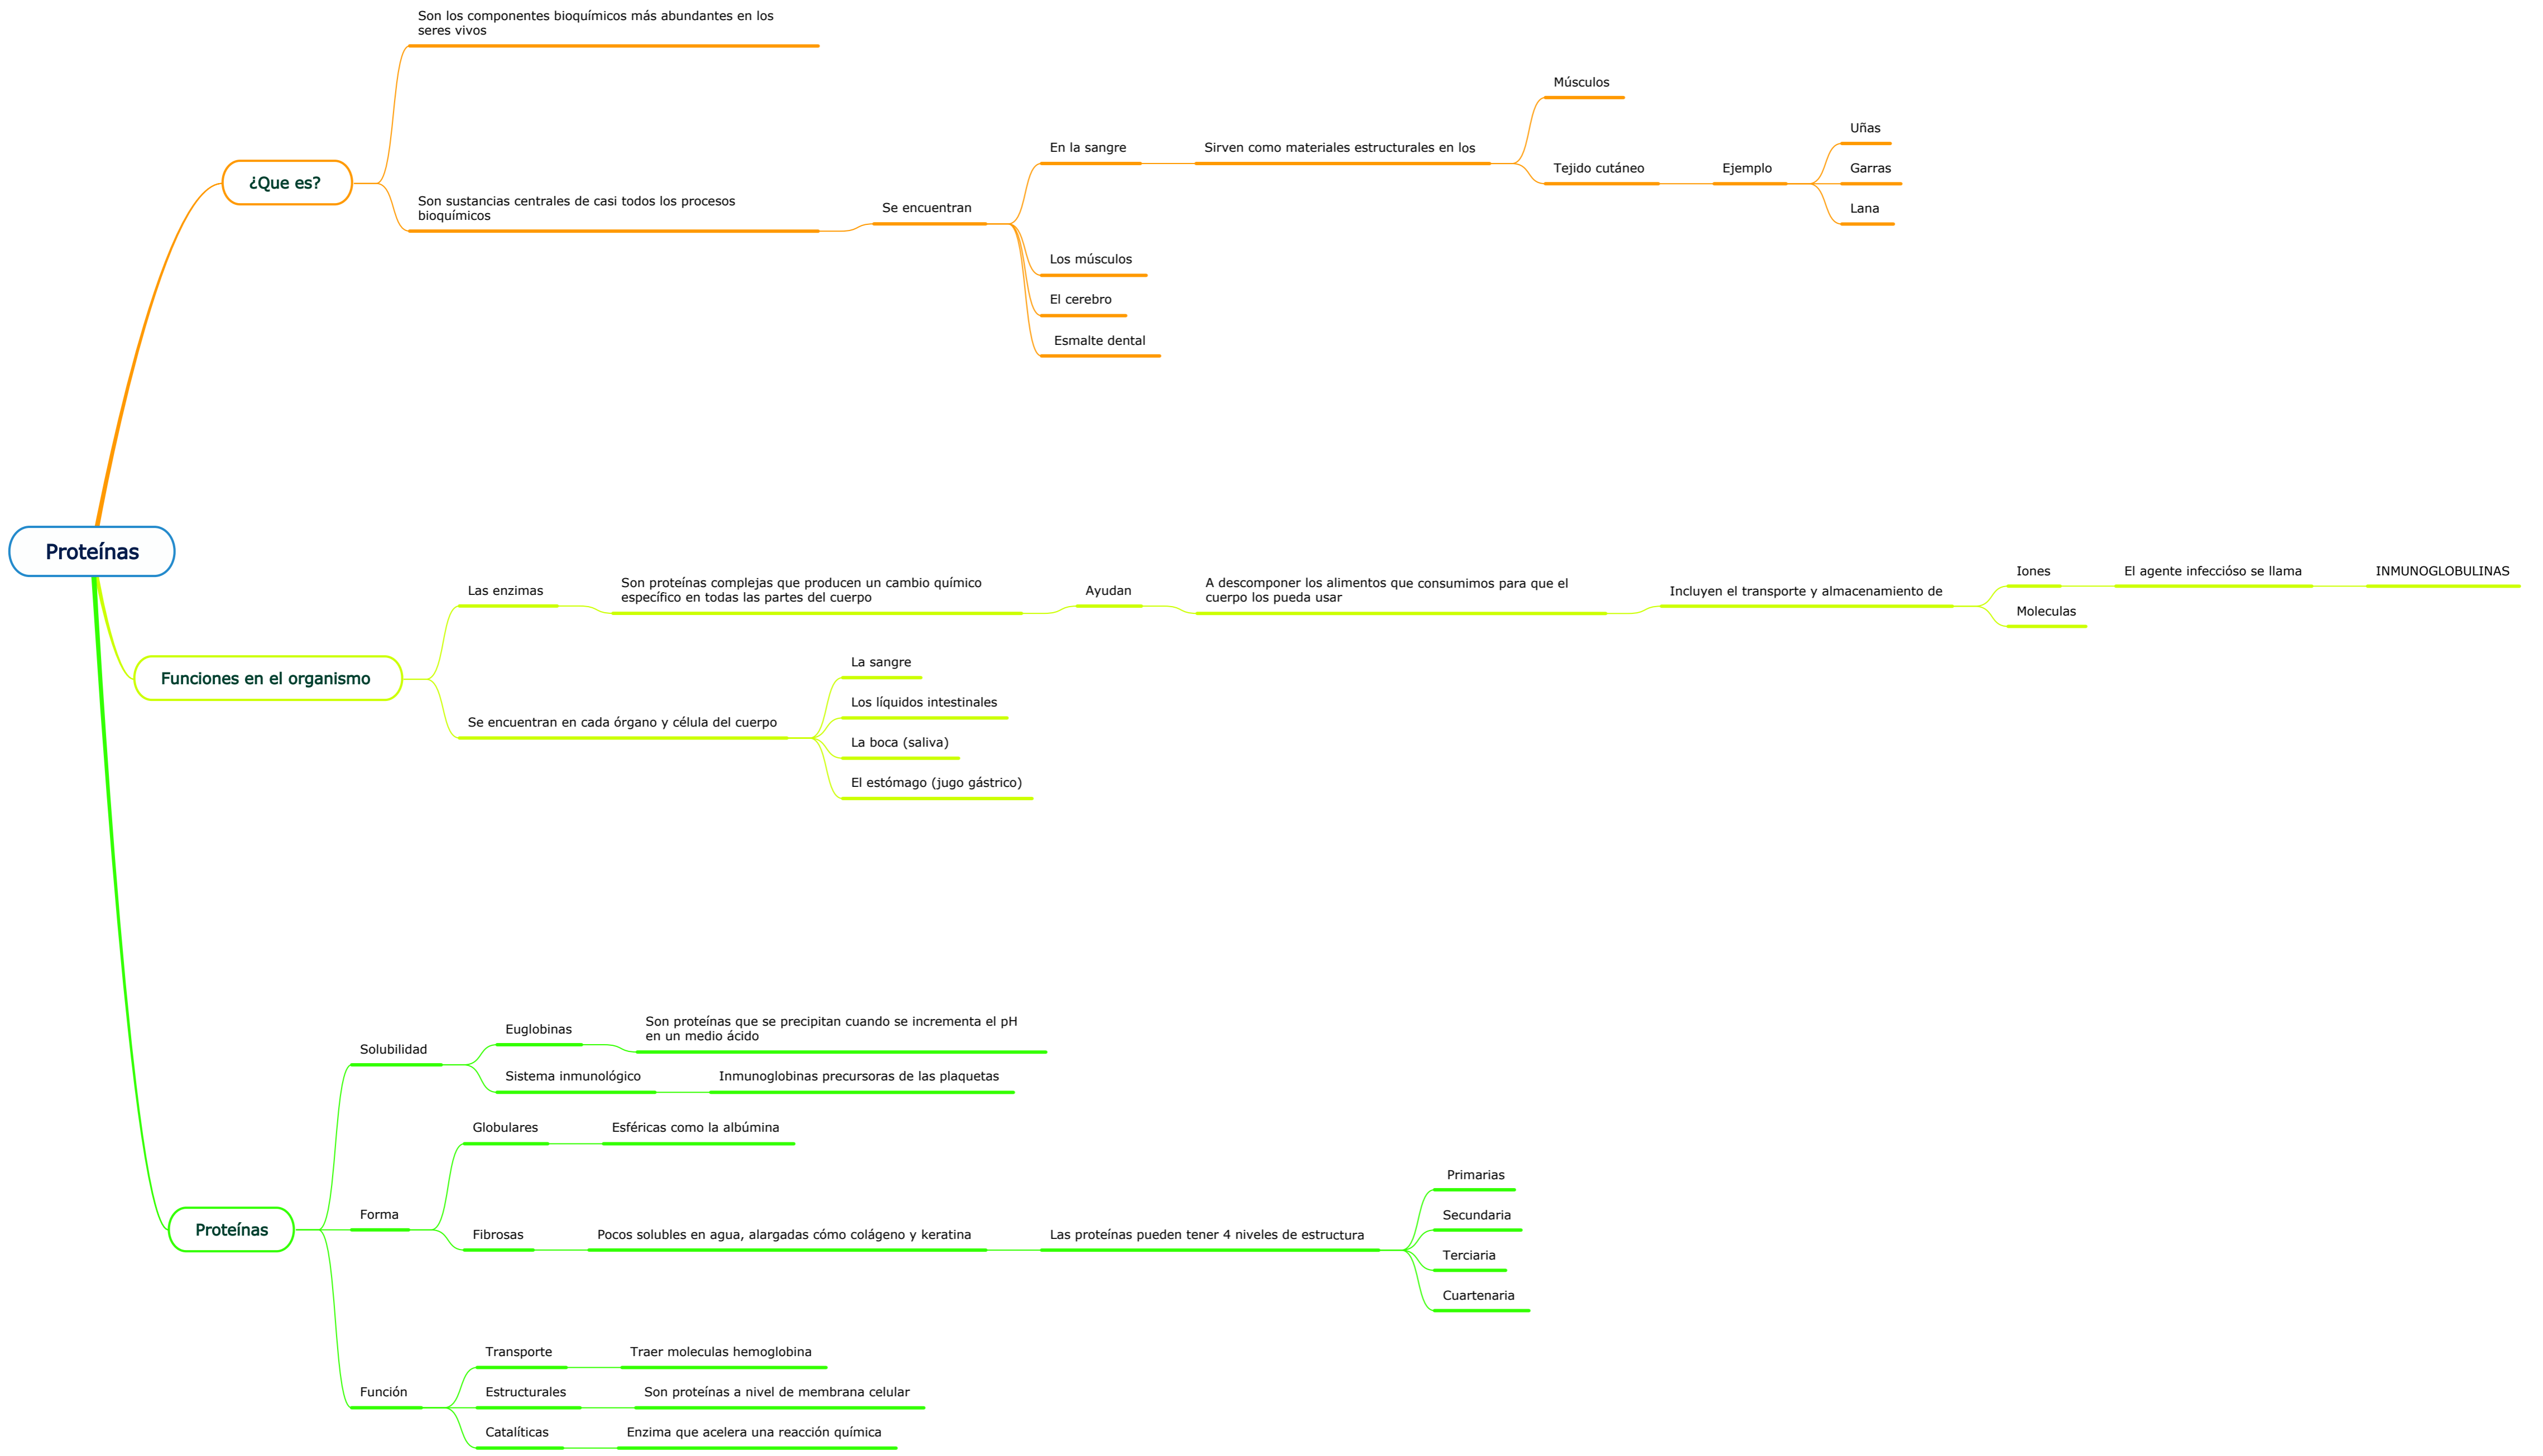 Son los componentes bioquímicos más abundantes en los
seres vivos
Músculos
Uñas
En la sangre
Sirven como materiales estructurales en los
Tejido cutáneo
Ejemplo
Garras
¿Que es?
Son sustancias centrales de casi todos los procesos
bioquímicos
Se encuentran
Lana
Los músculos
El cerebro
Esmalte dental
Proteínas
Las enzimas
Son proteínas complejas que producen un cambio químico
específico en todas las partes del cuerpo
Ayudan
A descomponer los alimentos que consumimos para que el
cuerpo los pueda usar
Incluyen el transporte y almacenamiento de
Iones
El agente infeccióso se llama
INMUNOGLOBULINAS
Moleculas
Funciones en el organismo
La sangre
Los líquidos intestinales
Se encuentran en cada órgano y célula del cuerpo
La boca (saliva)
El estómago (jugo gástrico)
Solubilidad
Euglobinas
Son proteínas que se precipitan cuando se incrementa el pH
en un medio ácido
Sistema inmunológico
Inmunoglobinas precursoras de las plaquetas
Globulares
Esféricas como la albúmina
Proteínas
Forma
Fibrosas
Pocos solubles en agua, alargadas cómo colágeno y keratina
Las proteínas pueden tener 4 niveles de estructura
Primarias
Secundaria
Terciaria
Cuartenaria
Transporte
Traer moleculas hemoglobina
Función
Estructurales
Son proteínas a nivel de membrana celular
Catalíticas
Enzima que acelera una reacción química